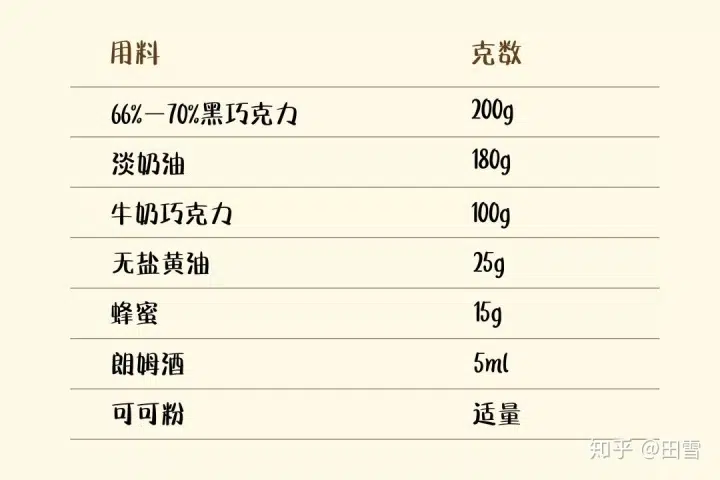 用料 克数
66%—70%黑巧克力 200g
淡奶油 180g
牛奶巧克力 100g
无盐黄油 25g
蜂蜜 15g
朗姆酒 5ml
可可粉 适量
知乎 @田雪